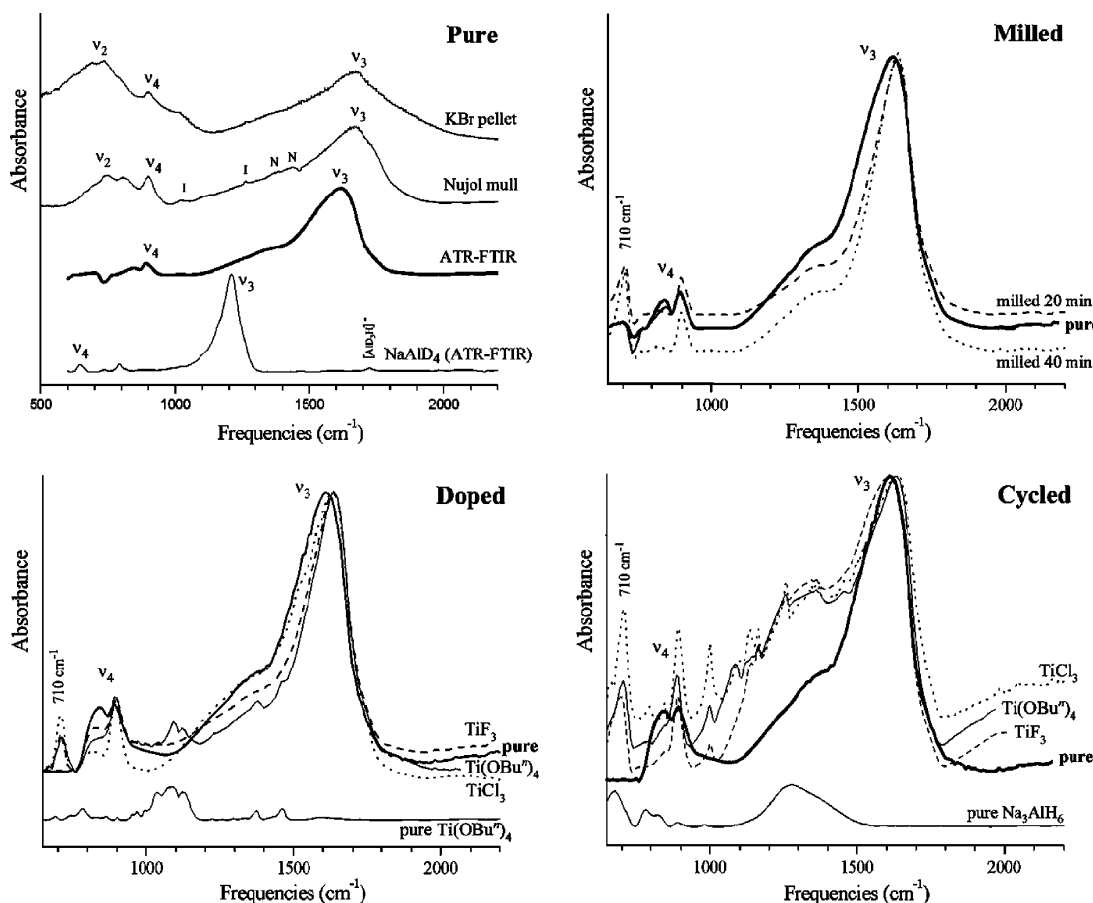 Pure
ν2
ν4
ν3
KBr pellet
ν2
ν4
I
I
N
N
ν3
Nujol mull
ν3
ν4
ATR-FTIR
ν3
ν4
[AlD3H]−
NaAlD4 (ATR-FTIR)
Absorbance
500
1000
1500
2000
Frequencies (cm-1)
Milled
ν3
710 cm-1
ν4
milled 20 min
pure
milled 40 min
Absorbance
1000
1500
2000
Frequencies (cm-1)
Doped
ν3
710 cm-1
ν4
TiF3
pure
Ti(OBun)4
TiCl3
pure Ti(OBun)4
Absorbance
1000
1500
2000
Frequencies (cm-1)
Cycled
ν3
710 cm-1
ν4
TiCl3
Ti(OBun)4
TiF3
pure
pure Na3AlH6
Absorbance
1000
1500
2000
Frequencies (cm-1)